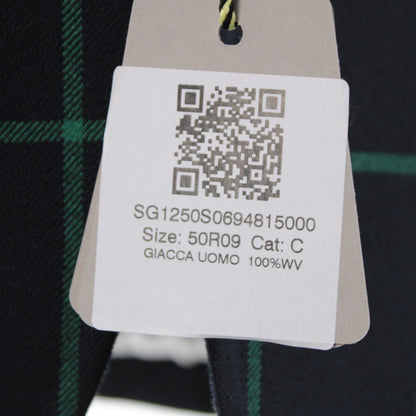 SG1250S0694815000
Size: 50R09 Cat: C
GIACCA UOMO 100%WV